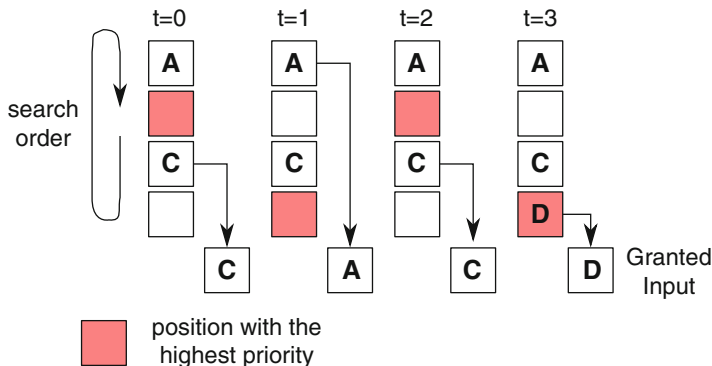 t=0 t=1 t=2 t=3
A A A A
search
order
C C C C
D
C A C D
Granted
Input
position with the
highest priority